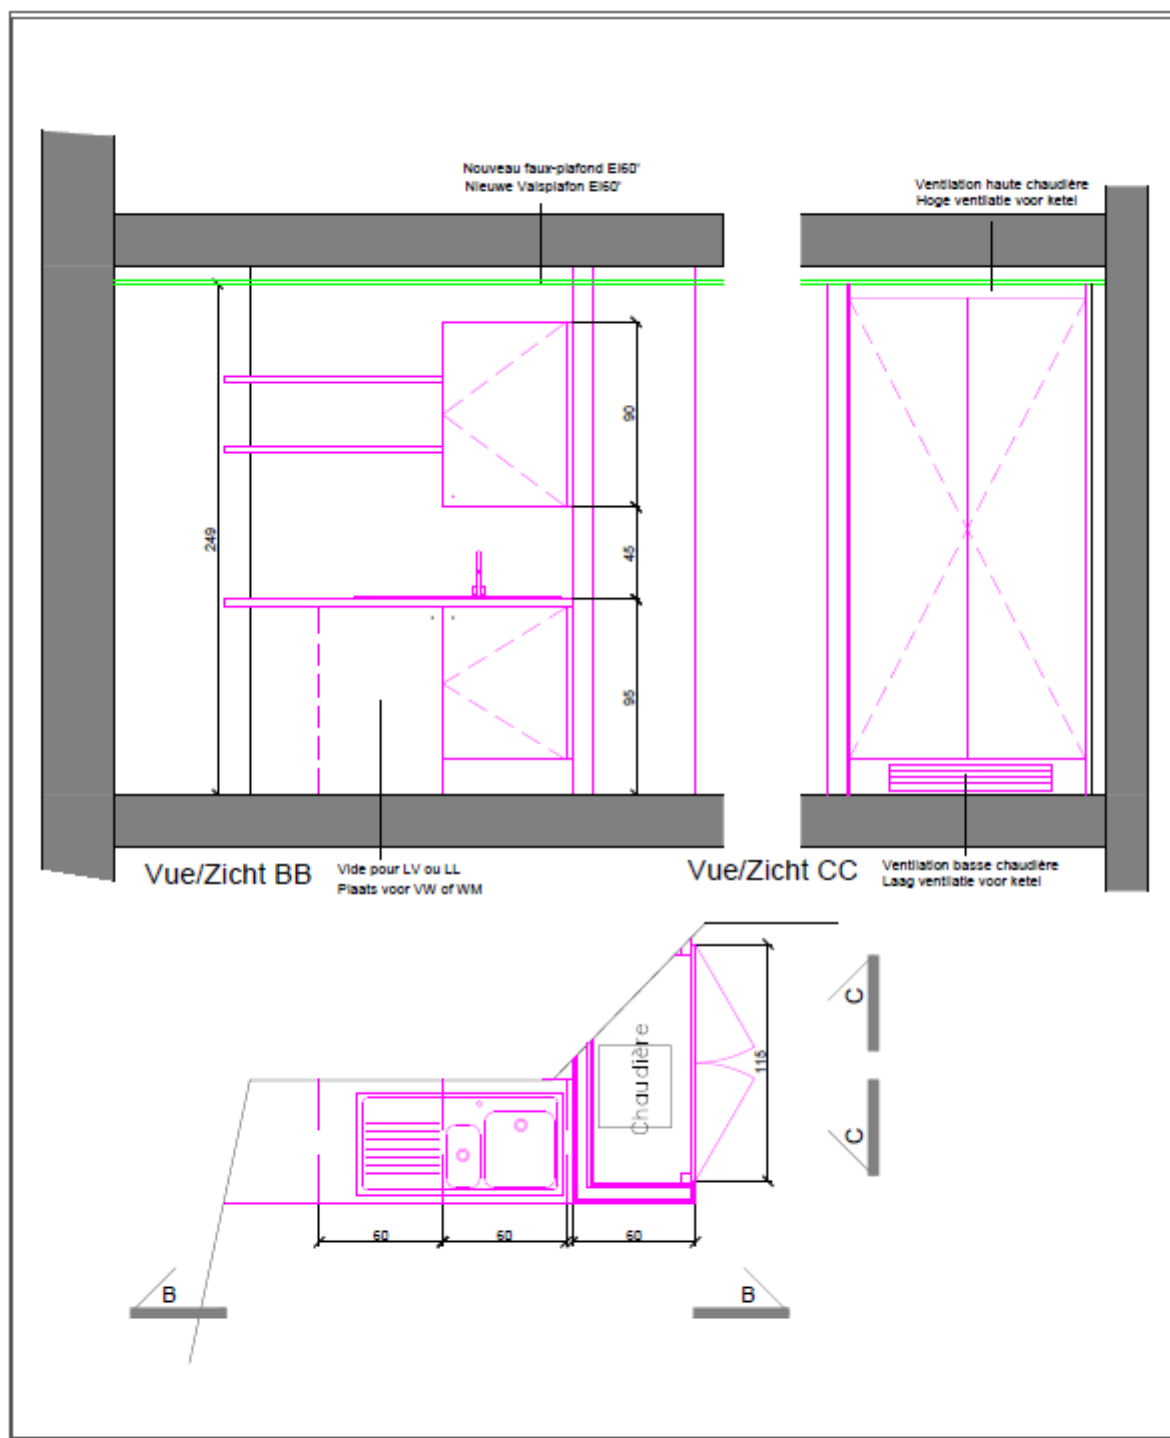 Nouveau faux-plafond EI60'
Nieuwe Valsplafon EI60'
Ventilation haute chaudière
Hoge ventilatie voor ketel
90
249
45
95
Vue/Zicht BB
Vide pour LV ou LL
Plaats voor VW of WM
Vue/Zicht CC
Ventilation basse chaudière
Laag ventilatie voor ketel
C
Chaudière
115
C
60
60
60
B
B